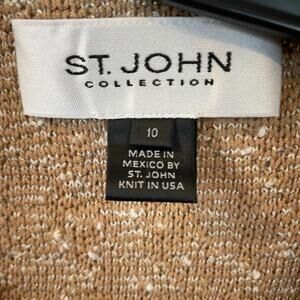 ST. JOHN
COLLECTION
10
MADE IN
MEXICO BY
ST. JOHN
KNIT IN USA